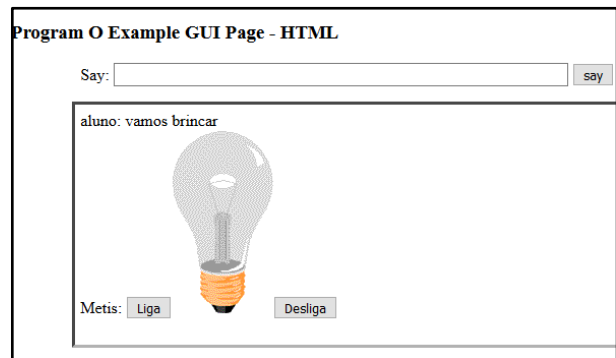 Program O Example GUI Page - HTML
Say: say
aluno: vamos brincar
Metis: Liga Desliga